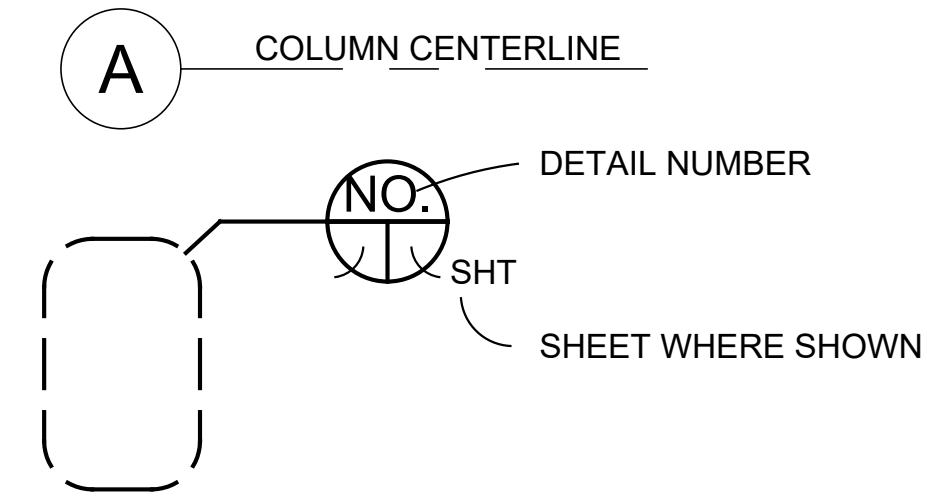 A
COLUMN CENTERLINE
NO.
DETAIL NUMBER
SHT
SHEET WHERE SHOWN